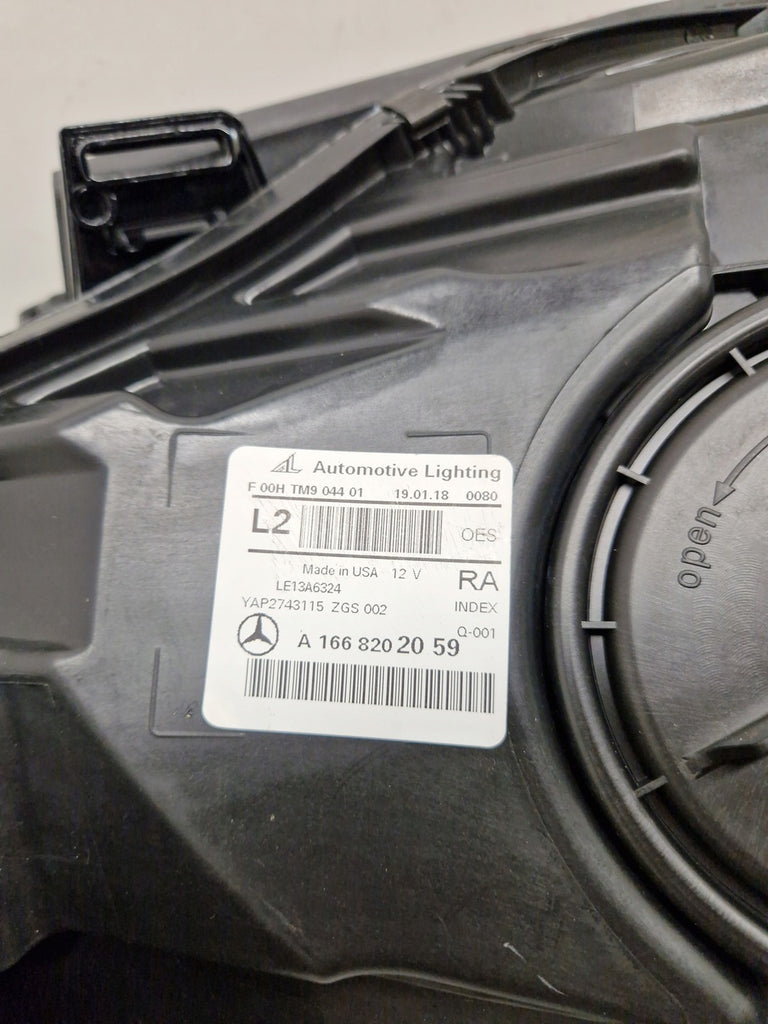 AL Automotive Lighting
F 00H TM9 044 01 19.01.18 0080
L2 OES
Made in USA 12 V RA
LE13A6324
YAP2743115 ZGS 002 INDEX
Q-001
A 166 820 20 59
open